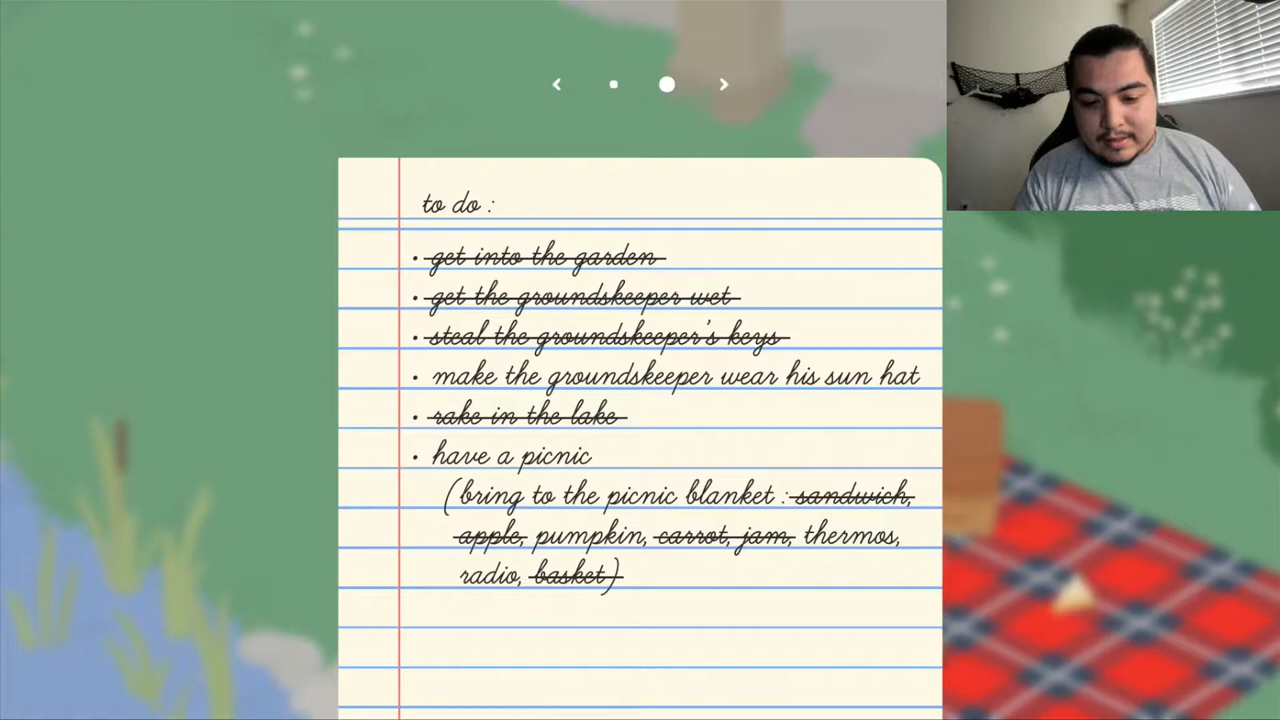 to do :
• get into the garden
• get the groundskeeper wet
• steal the groundskeeper's keys
• make the groundskeeper wear his sun hat
• rake in the lake
• have a picnic
(bring to the picnic blanket : sandwich,
apple, pumpkin, carrot, jam, thermos,
radio, basket)